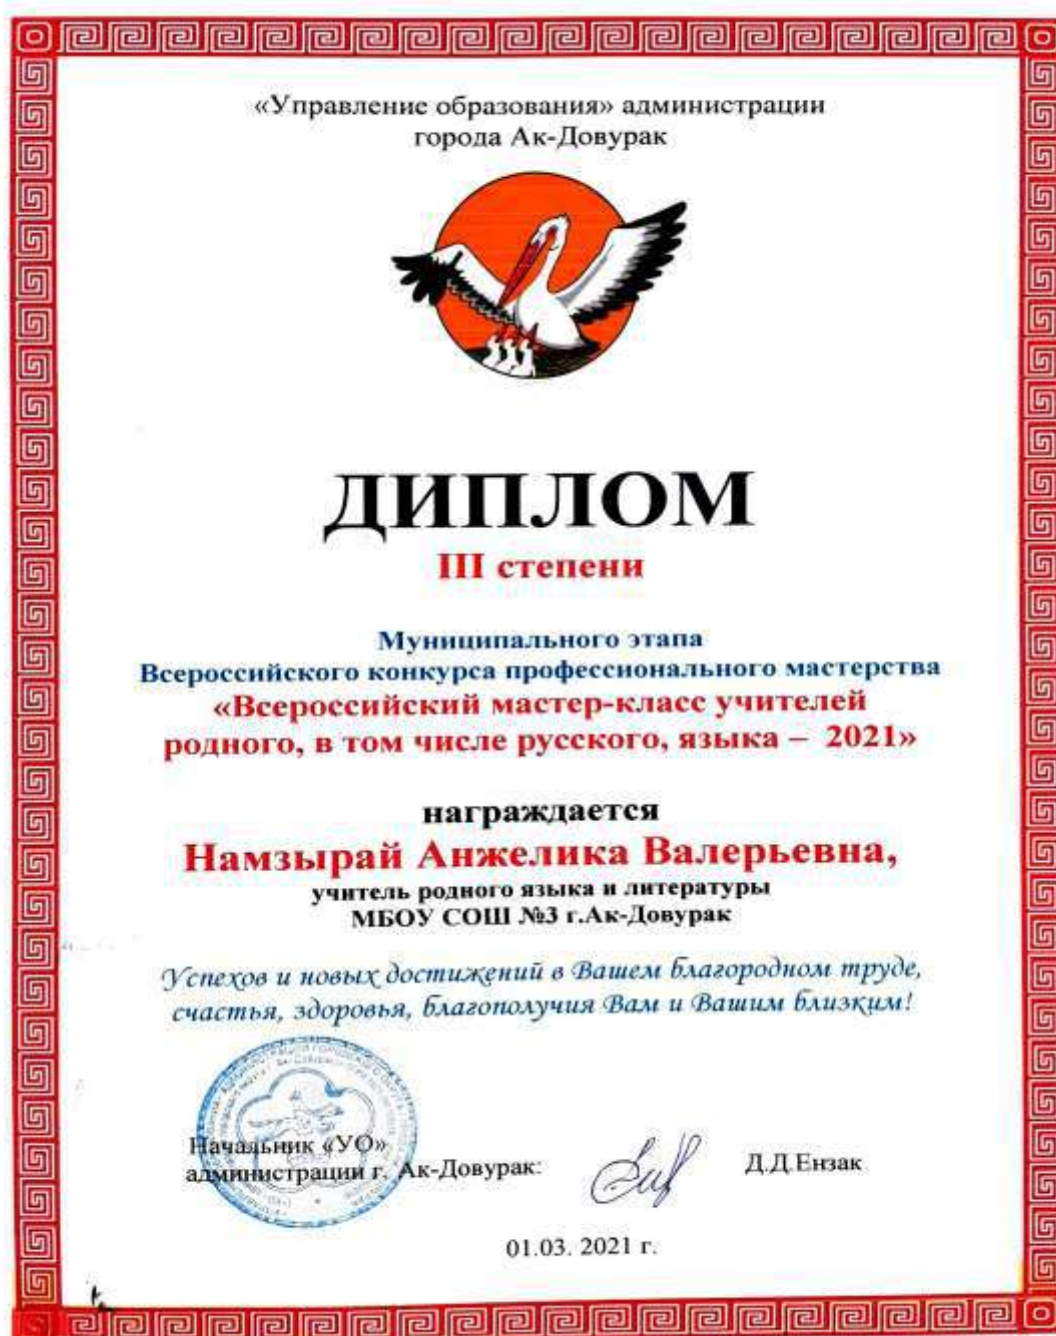 «Управление образования» администрации
города Ак-Довурак
ДИПЛОМ
III степени
Муниципального этапа
Всероссийского конкурса профессионального мастерства
«Всероссийский мастер-класс учителей
родного, в том числе русского, языка – 2021»
награждается
Намзырай Анжелика Валерьевна,
учитель родного языка и литературы
МБОУ СОШ №3 г.Ак-Довурак
Успехов и новых достижений в Вашем благородном труде,
счастья, здоровья, благополучия Вам и Вашим близким!
Начальник «УО»
администрации г. Ак-Довурак:
Д.Д.Ензак
01.03. 2021 г.